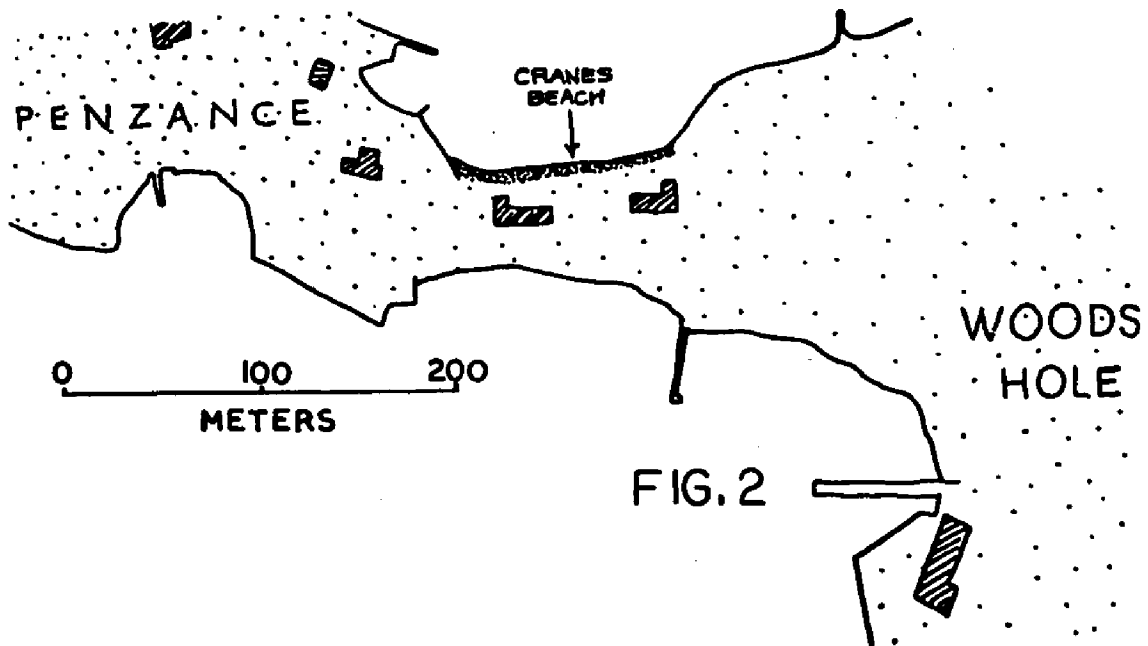 CRANES
BEACH
PENZANCE
WOODS
HOLE
0 100 200
METERS
FIG. 2